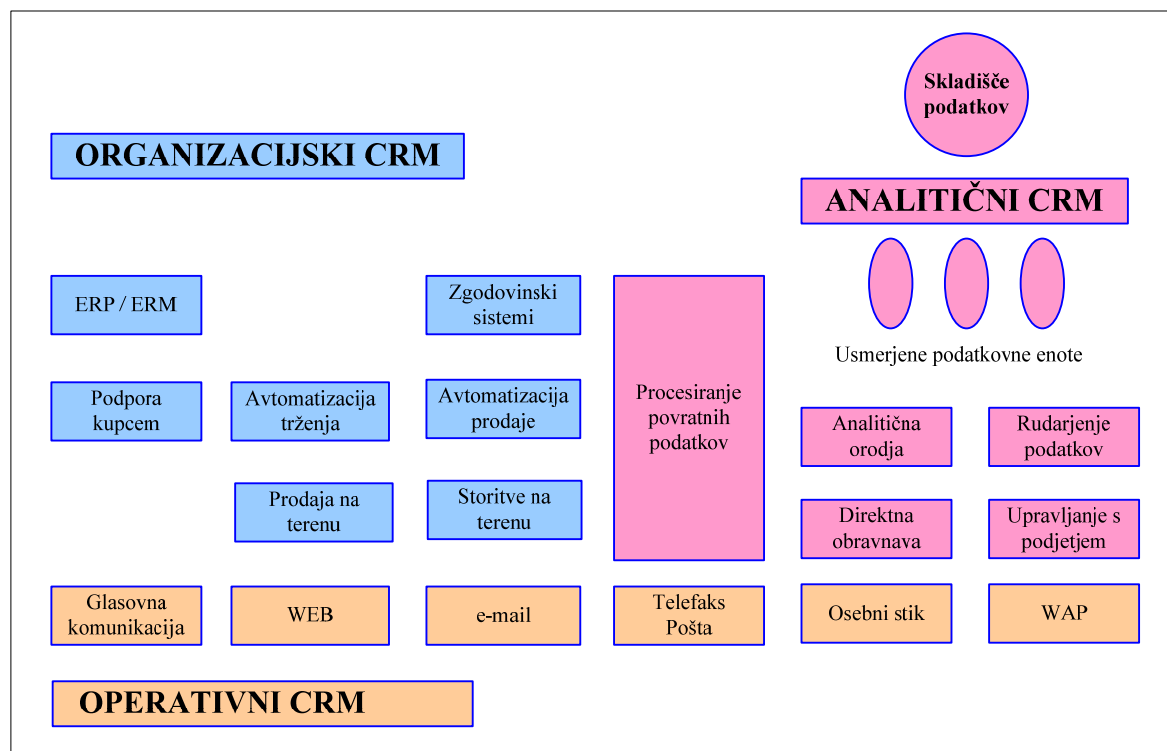 Skladišče
podatkov
ORGANIZACIJSKI CRM
ANALITIČNI CRM
ERP / ERM
Zgodovinski
sistemi
Usmerjene podatkovne enote
Podpora
kupcem
Avtomatizacija
trženja
Avtomatizacija
prodaje
Procesiranje
povratnih
podatkov
Analitična
orodja
Rudarjenje
podatkov
Prodaja na
terenu
Storitve na
terenu
Direktna
obravnava
Upravljanje s
podjetjem
Glasovna
komunikacija
WEB
e-mail
Telefaks
Pošta
Osebni stik
WAP
OPERATIVNI CRM